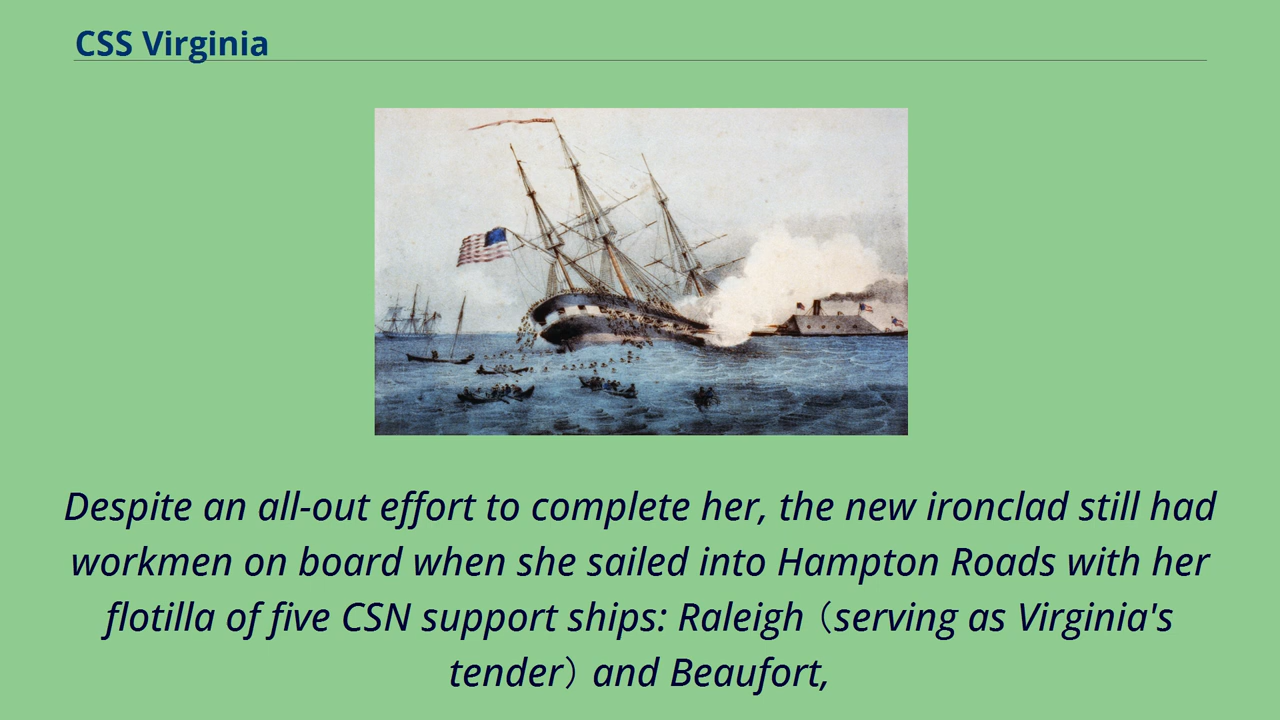 CSS Virginia
Despite an all-out effort to complete her, the new ironclad still had
workmen on board when she sailed into Hampton Roads with her
flotilla of five CSN support ships: Raleigh（serving as Virginia's
tender）and Beaufort,